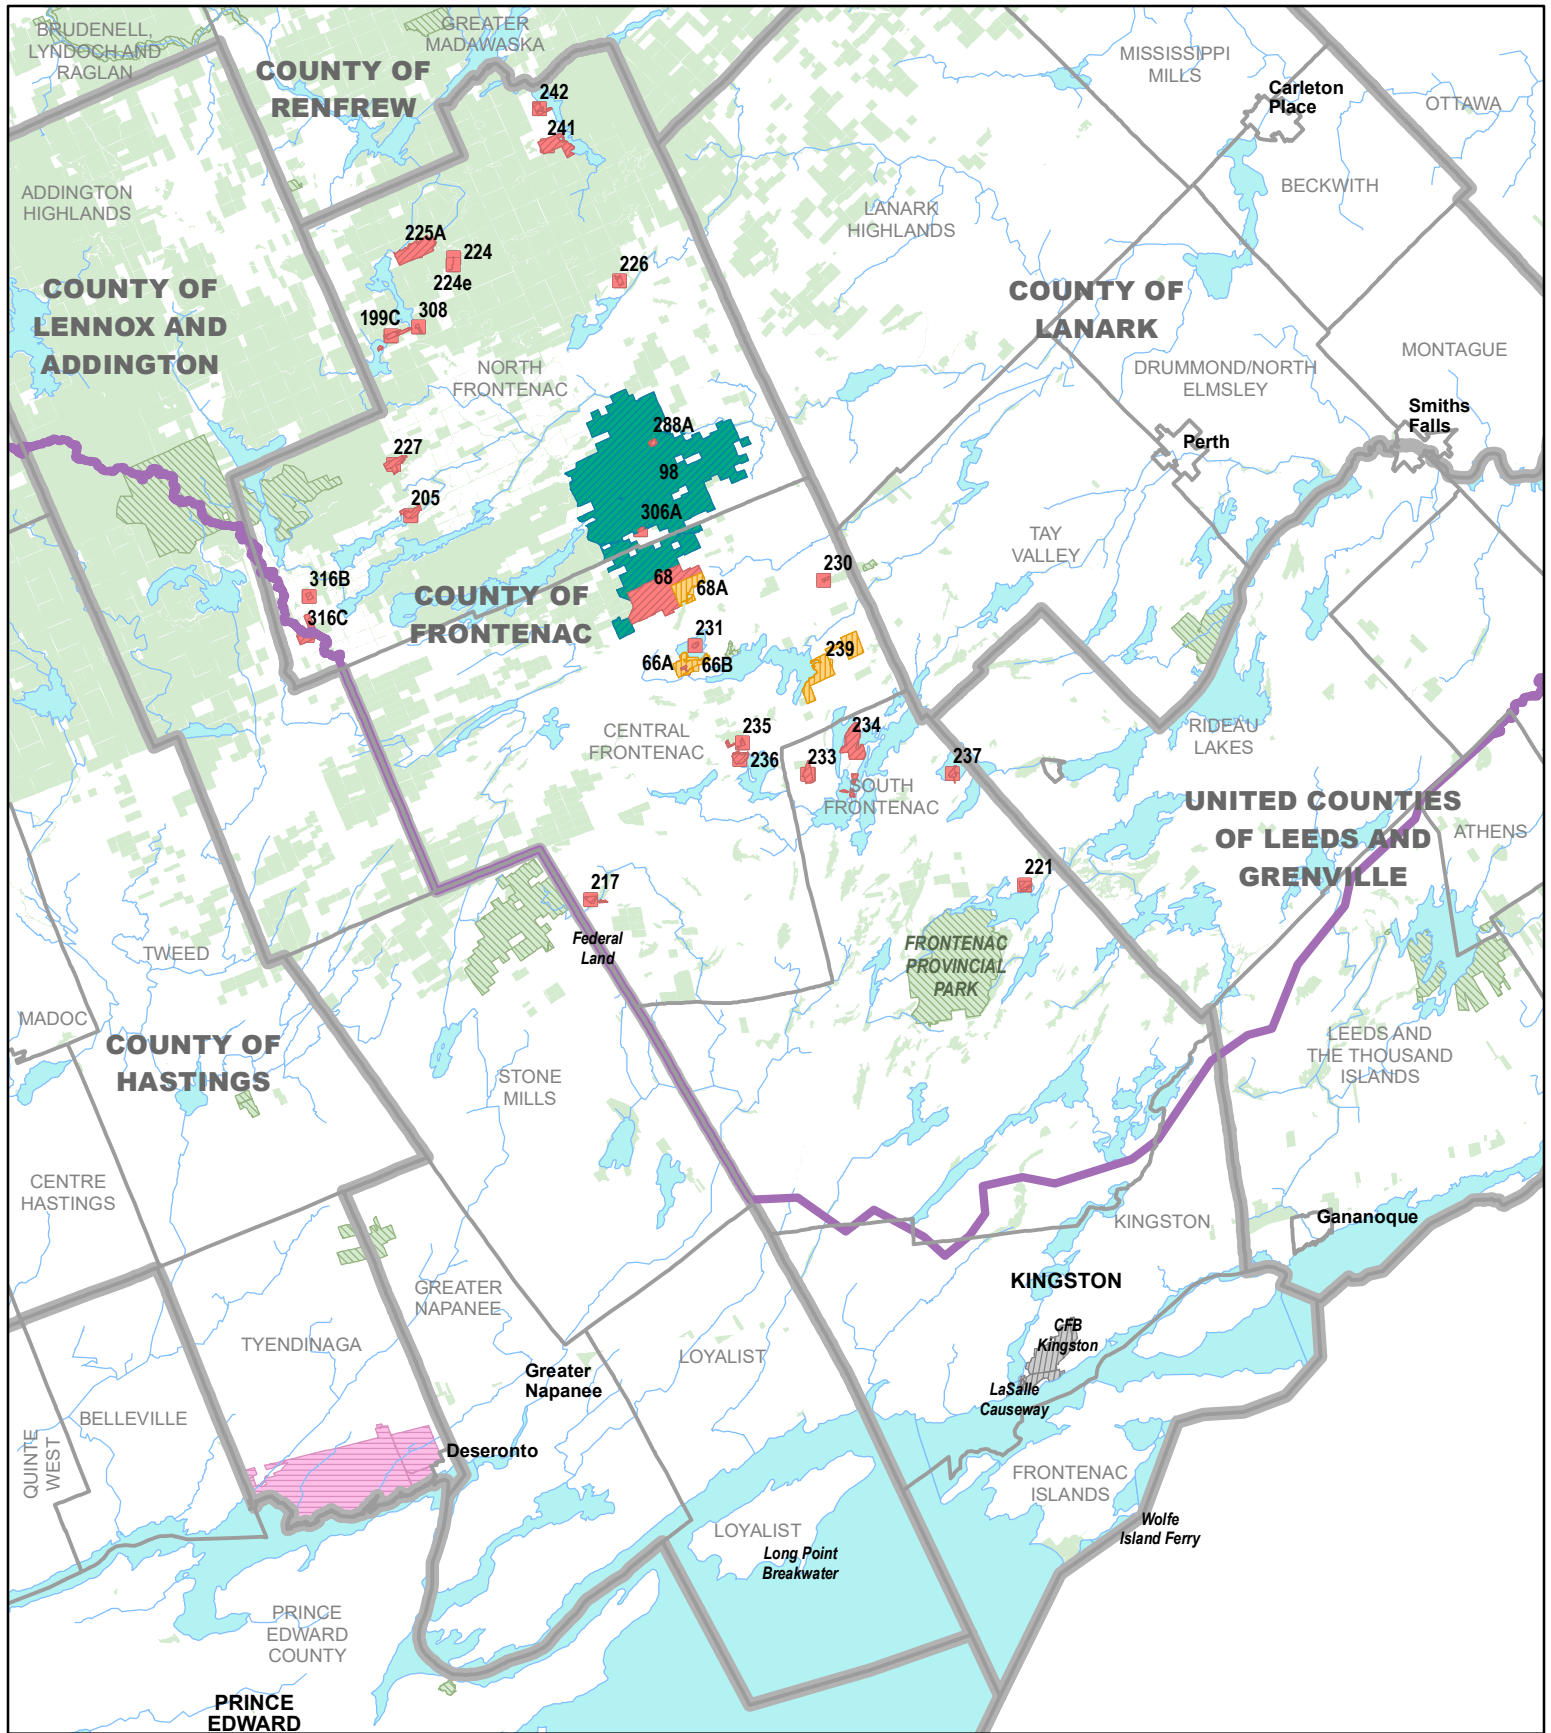 BRUDENELL,
LYNDOCH AND
RAGLAN
GREATER
MADAWASKA
COUNTY OF
RENFREW
MISSISSIPPI
MILLS
Carleton
Place
OTTAWA
242
241
ADDINGTON
HIGHLANDS
BECKWITH
LANARK
HIGHLANDS
225A
224
224e
226
COUNTY OF
LENNOX AND
ADDINGTON
COUNTY OF
LANARK
199C
308
NORTH
FRONTENAC
DRUMMOND/NORTH
ELMSLEY
MONTAGUE
Smiths
Falls
Perth
288A
98
227
205
306A
TAY
VALLEY
230
316B
316C
COUNTY OF
FRONTENAC
68
68A
231
66A
66B
239
CENTRAL
FRONTENAC
235
236
234
233
SOUTH
FRONTENAC
237
RIDEAU
LAKES
UNITED COUNTIES
OF LEEDS AND
GRENVILLE
ATHENS
221
217
Federal
Land
FRONTENAC
PROVINCIAL
PARK
TWEED
MADOC
COUNTY OF
HASTINGS
STONE
MILLS
LEEDS AND
THE THOUSAND
ISLANDS
CENTRE
HASTINGS
KINGSTON
Gananoque
GREATER
NAPANEE
KINGSTON
CFB
Kingston
TYENDINAGA
LOYALIST
Greater
Napanee
LaSalle
Causeway
BELLEVILLE
QUINTE
WEST
Deseronto
FRONTENAC
ISLANDS
LOYALIST
Long Point
Breakwater
Wolfe
Island Ferry
PRINCE
EDWARD
COUNTY
PRINCE
EDWARD